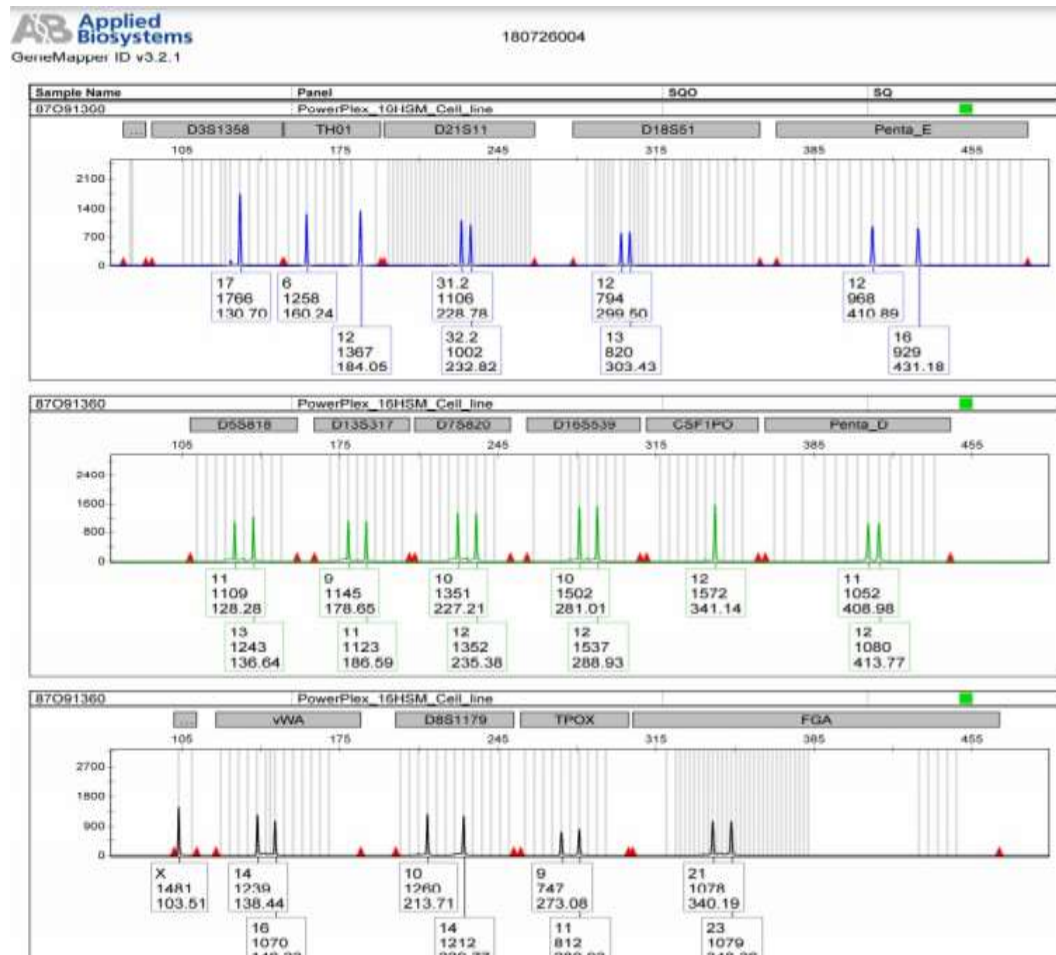 AB Applied
Biosystems
GeneMapper ID v3.2.1
180726004
Sample Name Panel SQO SQ
87O91360 PowerPlex_16HSM_Cell_line
... D3S1358 TH01 D21S11 D18S51 Penta_E
105 175 245 315 385 455
2100
1400
700
0
17 6 31.2 12 12
1766 1258 1106 794 968
130.70 160.24 228.78 299.50 410.89
12 32.2 13 16
1367 1002 820 929
184.05 232.82 303.43 431.18
87O91360 PowerPlex_16HSM_Cell_line
D5S818 D13S317 D7S820 D16S539 CSF1PO Penta_D
105 175 245 315 385 455
2400
1600
800
0
11 9 10 10 12 11
1109 1145 1351 1502 1572 1052
128.28 178.65 227.21 281.01 341.14 408.98
13 11 12 12 12
1243 1123 1352 1537 1080
136.64 186.59 235.38 288.93 413.77
87O91360 PowerPlex_16HSM_Cell_line
... vWA D8S1179 TPOX FGA
105 175 245 315 385 455
2700
1800
900
0
X 14 10 9 21
1481 1239 1260 747 1078
103.51 138.44 213.71 273.08 340.19
16 14 11 23
1070 1212 812 1079